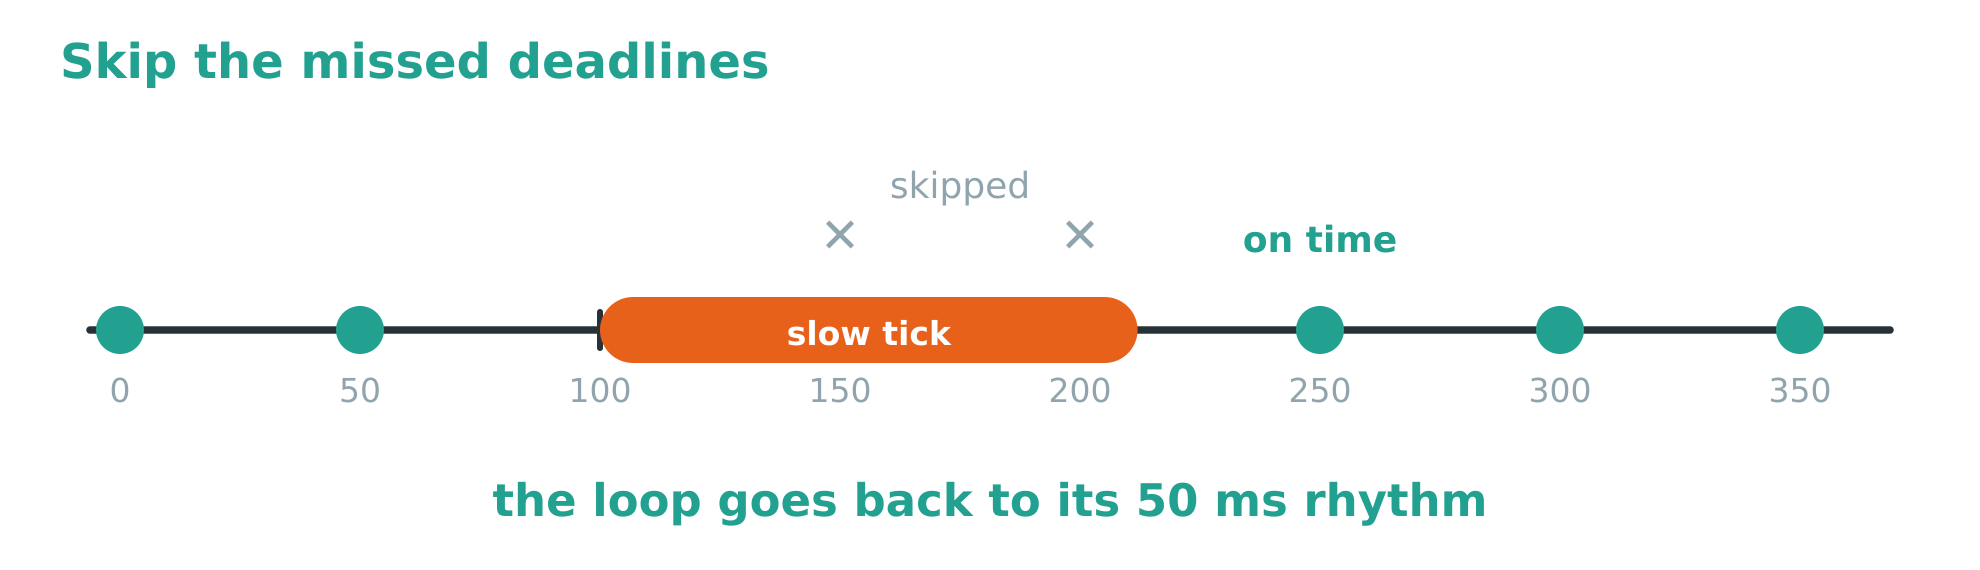 Skip the missed deadlines
skipped
✕ ✕
on time
slow tick
0 50 100 150 200 250 300 350
the loop goes back to its 50 ms rhythm